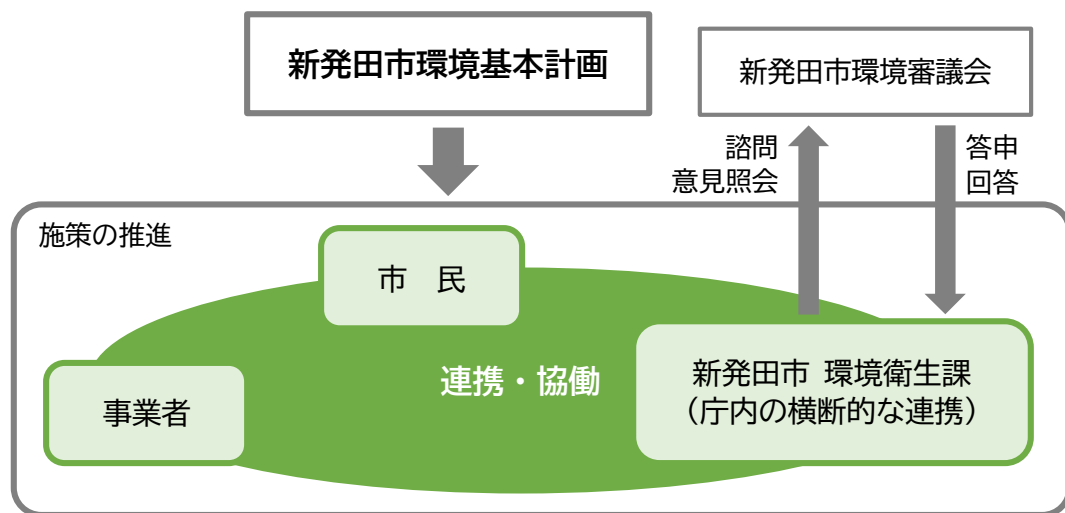 新発田市環境基本計画
新発田市環境審議会
諮問
意見照会
答申
回答
施策の推進
市　民
連携・協働
事業者
新発田市 環境衛生課
（庁内の横断的な連携）